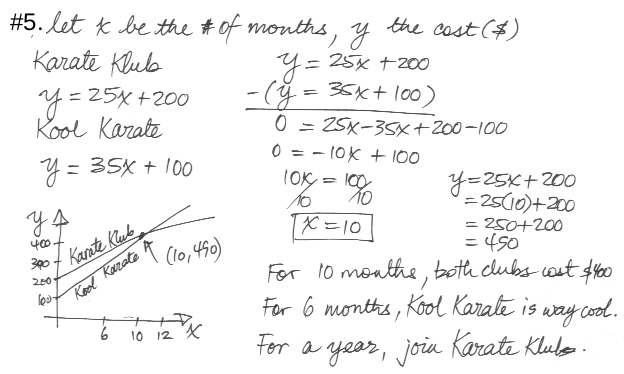 #5. let x be the # of months, y the cost ($)
Karate Klub
y = 25x + 200
Kool Karate
y = 35x + 100
y = 25x + 200
- (y = 35x + 100)
0 = 25x - 35x + 200 - 100
0 = -10x + 100
10x = 100
10 10
x = 10
y = 25x + 200
= 25(10) + 200
= 250 + 200
= 450
y
400
300
200
100
Karate Klub
Kool Karate
(10, 450)
6 10 12 x
For 10 months, both clubs cost $400
For 6 months, Kool Karate is way cool.
For a year, join Karate Klub.